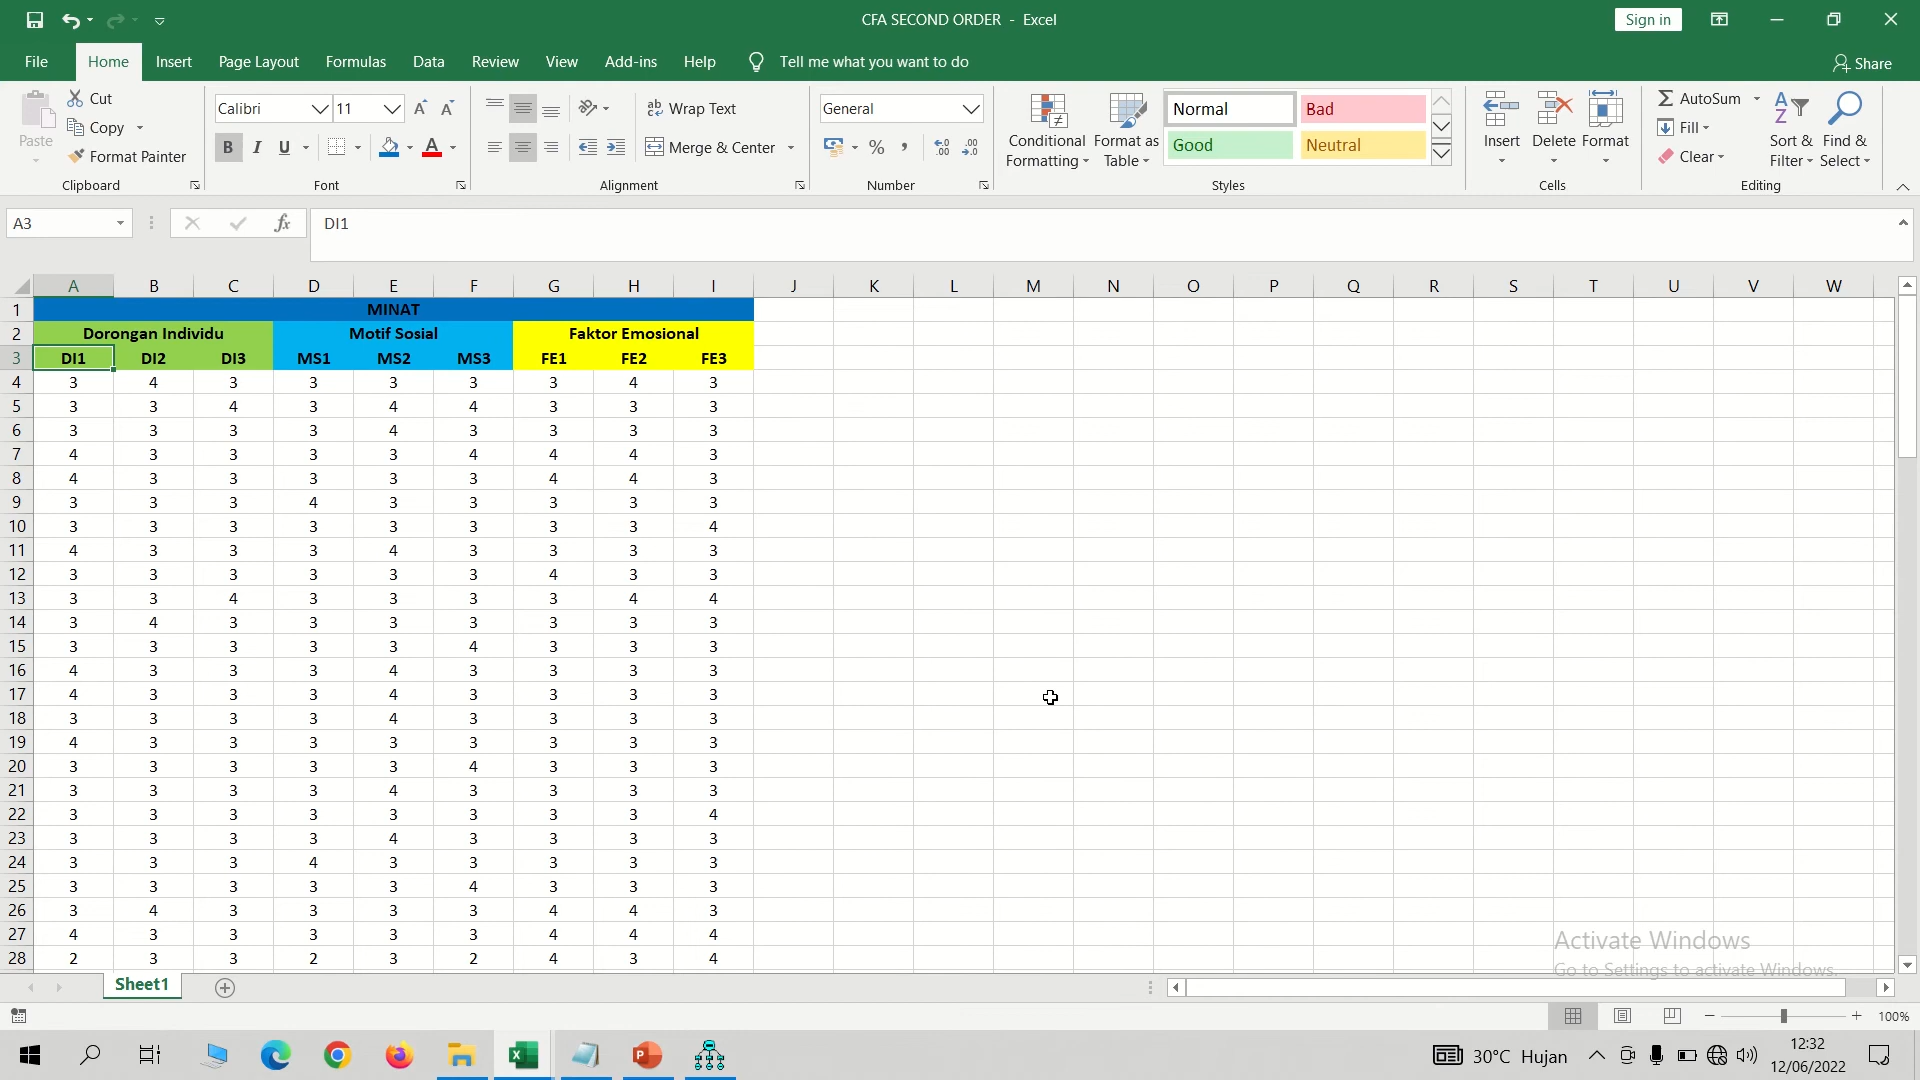 CFA SECOND ORDER - Excel
Sign in
File Home Insert Page Layout Formulas Data Review View Add-ins Help Tell me what you want to do
Share
Paste
Cut
Copy
Format Painter
Clipboard
Calibri 11
B I U
Font
Wrap Text
Merge & Center
Alignment
General
Number
Conditional Formatting
Format as Table
Normal Bad
Good Neutral
Styles
Insert Delete Format
Cells
AutoSum
Fill
Clear
Sort & Filter
Find & Select
Editing
A3 fx DI1
A B C D E F G H I J K L M N O P Q R S T U V W
1 MINAT
2 Dorongan Individu Motif Sosial Faktor Emosional
3 DI1 DI2 DI3 MS1 MS2 MS3 FE1 FE2 FE3
4 3 4 3 3 3 3 3 4 3
5 3 3 4 3 4 4 3 3 3
6 3 3 3 3 4 3 3 3 3
7 4 3 3 3 3 4 4 4 3
8 4 3 3 3 3 3 4 4 3
9 3 3 3 4 3 3 3 3 3
10 3 3 3 3 3 3 3 3 4
11 4 3 3 3 4 3 3 3 3
12 3 3 3 3 3 3 4 3 3
13 3 3 4 3 3 3 3 4 4
14 3 4 3 3 3 3 3 3 3
15 3 3 3 3 3 4 3 3 3
16 4 3 3 3 4 3 3 3 3
17 4 3 3 3 4 3 3 3 3
18 3 3 3 3 4 3 3 3 3
19 4 3 3 3 3 3 3 3 3
20 3 3 3 3 3 4 3 3 3
21 3 3 3 3 4 3 3 3 3
22 3 3 3 3 3 3 3 3 4
23 3 3 3 3 4 3 3 3 3
24 3 3 3 4 3 3 3 3 3
25 3 3 3 3 3 4 3 3 3
26 3 4 3 3 3 3 4 4 3
27 4 3 3 3 3 3 4 4 4
28 2 3 3 2 3 2 4 3 4
Activate Windows
Go to Settings to activate Windows.
Sheet1
100%
30°C Hujan
12:32
12/06/2022